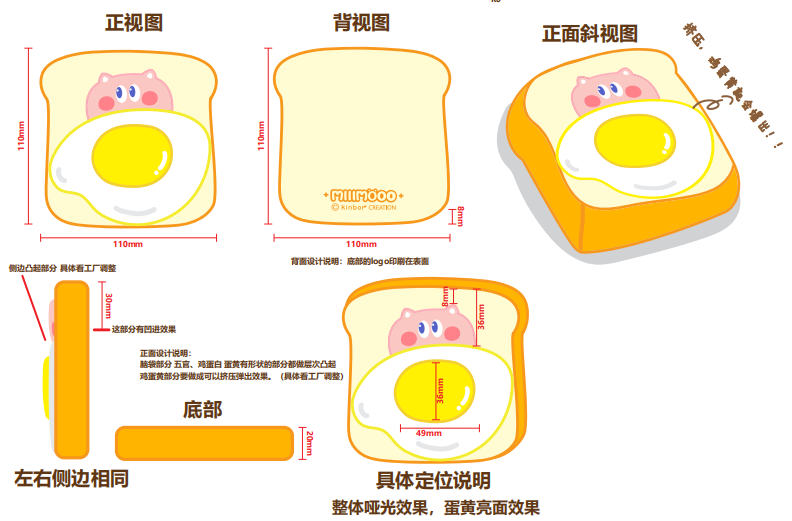 正视图
背视图
正面斜视图
挤压，鸡蛋黄就会爆出！！
110mm
110mm
MIIIMOOO
© kinbor® CREATION
8mm
110mm
110mm
背面设计说明：底部的logo印刷在表面
侧边凸起部分 具体看工厂调整
30mm
这部分有凹进效果
正面设计说明：
脑袋部分 五官、鸡蛋白 蛋黄有形状的部分都做层次凸起
鸡蛋黄部分要做成可以挤压弹出效果。（具体看工厂调整）
8mm
36mm
36mm
49mm
底部
20mm
左右侧边相同
具体定位说明
整体哑光效果，蛋黄亮面效果